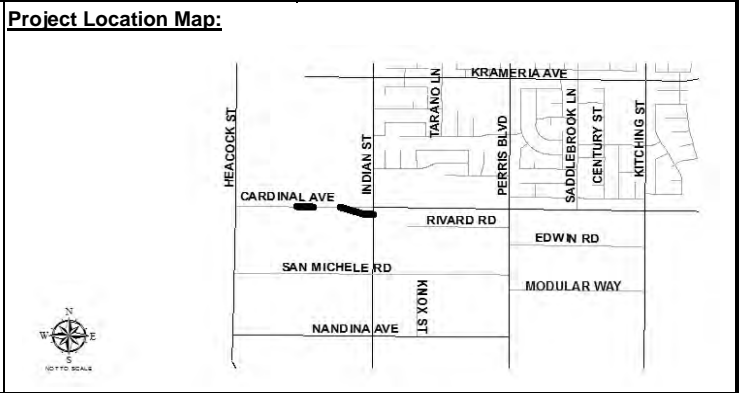 Project Location Map:
KRAMERIA AVE
TARANO LN
HEACOCK ST
INDIAN ST
PERRIS BLVD
SADDLEBROOK LN
CENTURY ST
KITCHING ST
CARDINAL AVE
RIVARD RD
EDWIN RD
SAN MICHELE RD
KNOX ST
MODULAR WAY
NANDINA AVE
N
W E
S
NOT TO SCALE